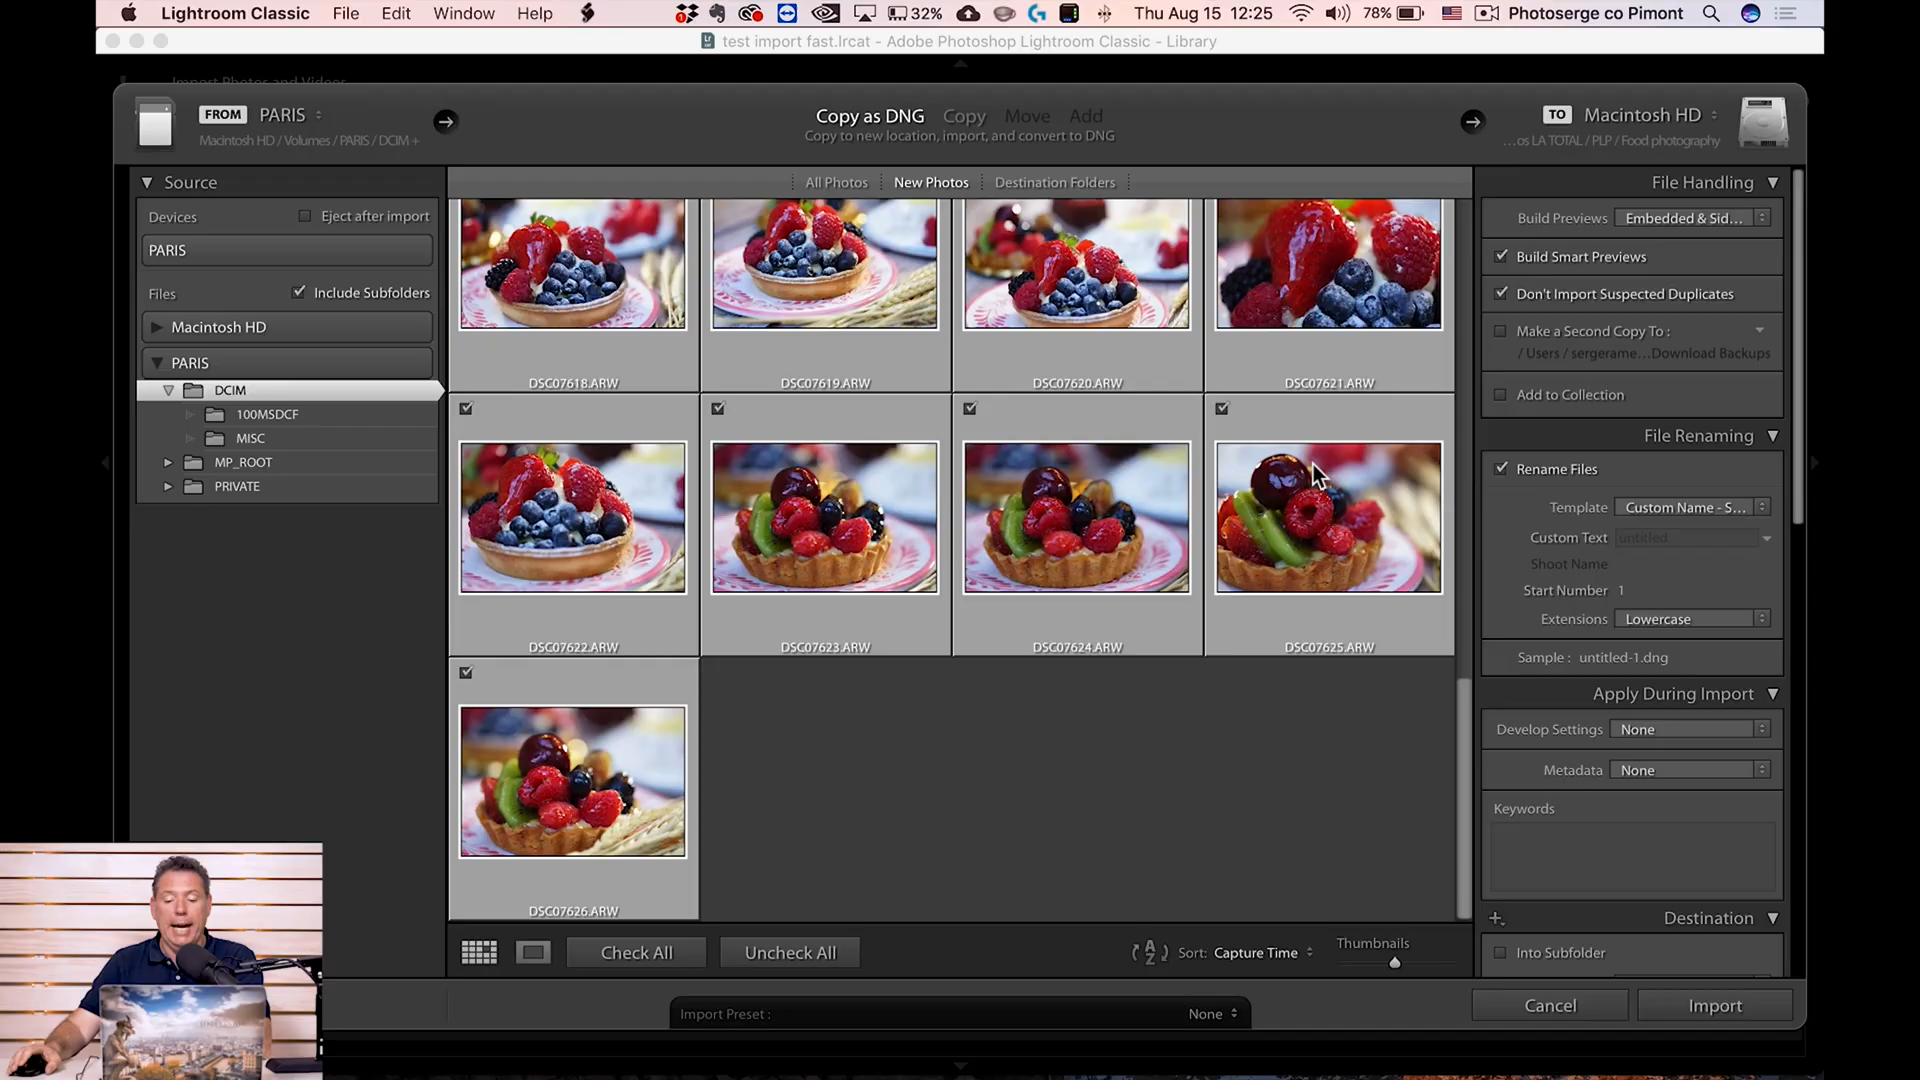 Lightroom Classic File Edit Window Help 32% Thu Aug 15 12:25 78% Photoserge co Pimont
test import fast.lrcat - Adobe Photoshop Lightroom Classic - Library
Import Photos and Videos
FROM PARIS
Macintosh HD / Volumes / PARIS / DCIM +
Copy as DNG Copy Move Add
Copy to new location, import, and convert to DNG
TO Macintosh HD
...os LA TOTAL / PLP / Food photography
Source
Devices Eject after import
PARIS
Files Include Subfolders
Macintosh HD
PARIS
DCIM
100MSDCF
MISC
MP_ROOT
PRIVATE
All Photos New Photos Destination Folders
DSC07618.ARW DSC07619.ARW DSC07620.ARW DSC07621.ARW
DSC07622.ARW DSC07623.ARW DSC07624.ARW DSC07625.ARW
DSC07626.ARW
Check All Uncheck All Sort: Capture Time Thumbnails
Import Preset : None
File Handling
Build Previews Embedded & Sid...
Build Smart Previews
Don't Import Suspected Duplicates
Make a Second Copy To :
/ Users / sergerame...Download Backups
Add to Collection
File Renaming
Rename Files
Template Custom Name - S...
Custom Text untitled
Shoot Name
Start Number 1
Extensions Lowercase
Sample : untitled-1.dng
Apply During Import
Develop Settings None
Metadata None
Keywords
Destination
Into Subfolder
Cancel Import